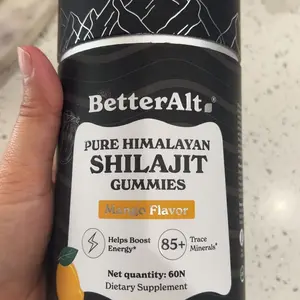 BetterAlt®
PURE HIMALAYAN
SHILAJIT
GUMMIES
Mango Flavor
Helps Boost
Energy*
85+
Trace
Minerals*
Net quantity: 60N
Dietary Supplement